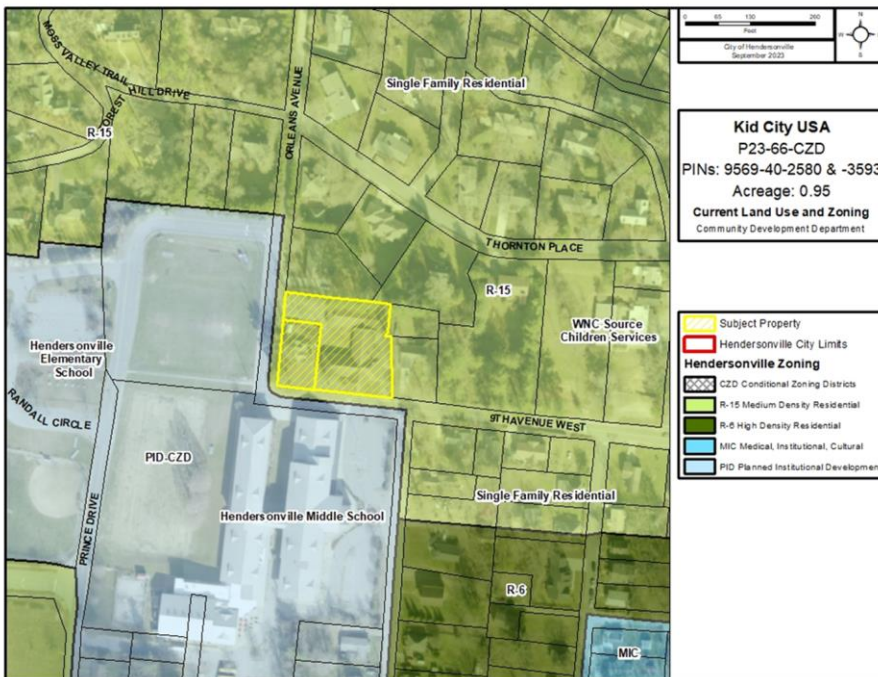 MOSS VALLEY TRAIL
FOREST HILL DRIVE
ORLEANS AVENUE
Single Family Residential
R-15
THORNTON PLACE
R-15
WNC Source
Children Services
Hendersonville
Elementary
School
RANDALL CIRCLE
9TH AVENUE WEST
PID-CZD
PRINCE DRIVE
Single Family Residential
Hendersonville Middle School
R-6
MIC
0 65 130 260
Feet
City of Hendersonville
September 2023
N
W
S
Kid City USA
P23-66-CZD
PINs: 9569-40-2580 & -3593
Acreage: 0.95
Current Land Use and Zoning
Community Development Department
Subject Property
Hendersonville City Limits
Hendersonville Zoning
CZD Conditional Zoning Districts
R-15 Medium Density Residential
R-6 High Density Residential
MIC Medical, Institutional, Cultural
PID Planned Institutional Development